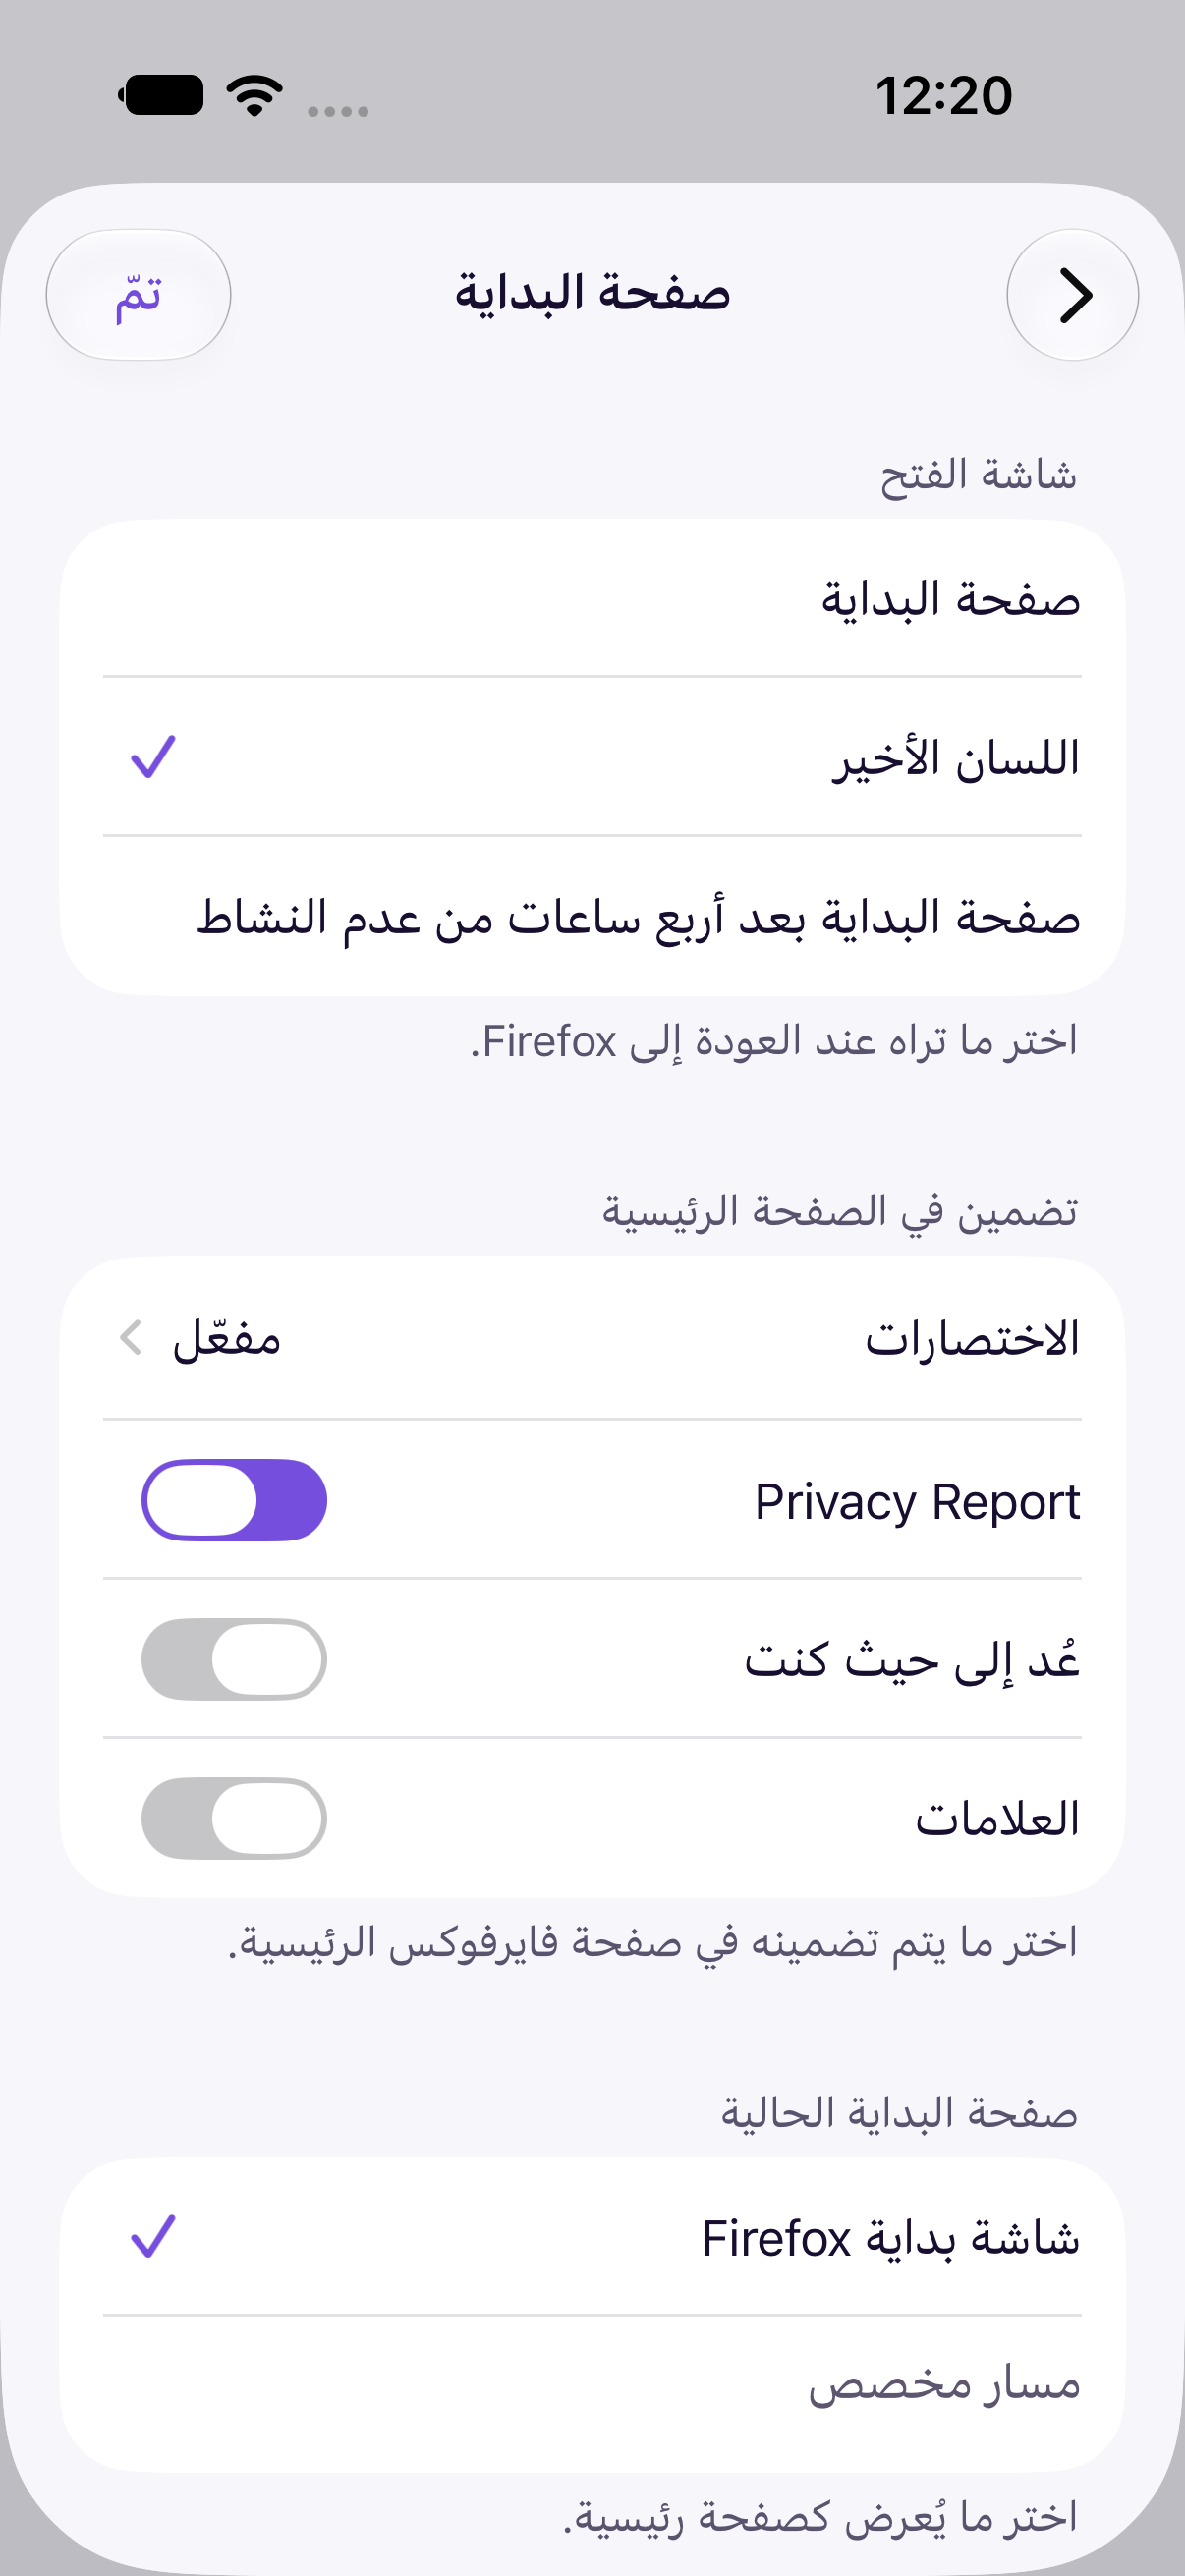 12:20
صفحة البداية
تمّ
شاشة الفتح
صفحة البداية
اللسان الأخير
صفحة البداية بعد أربع ساعات من عدم النشاط
اختر ما تراه عند العودة إلى Firefox.
تضمين في الصفحة الرئيسية
الاختصارات مفعّل
Privacy Report
عُد إلى حيث كنت
العلامات
اختر ما يتم تضمينه في صفحة فايرفوكس الرئيسية.
صفحة البداية الحالية
شاشة بداية Firefox
مسار مخصص
اختر ما يُعرض كصفحة رئيسية.